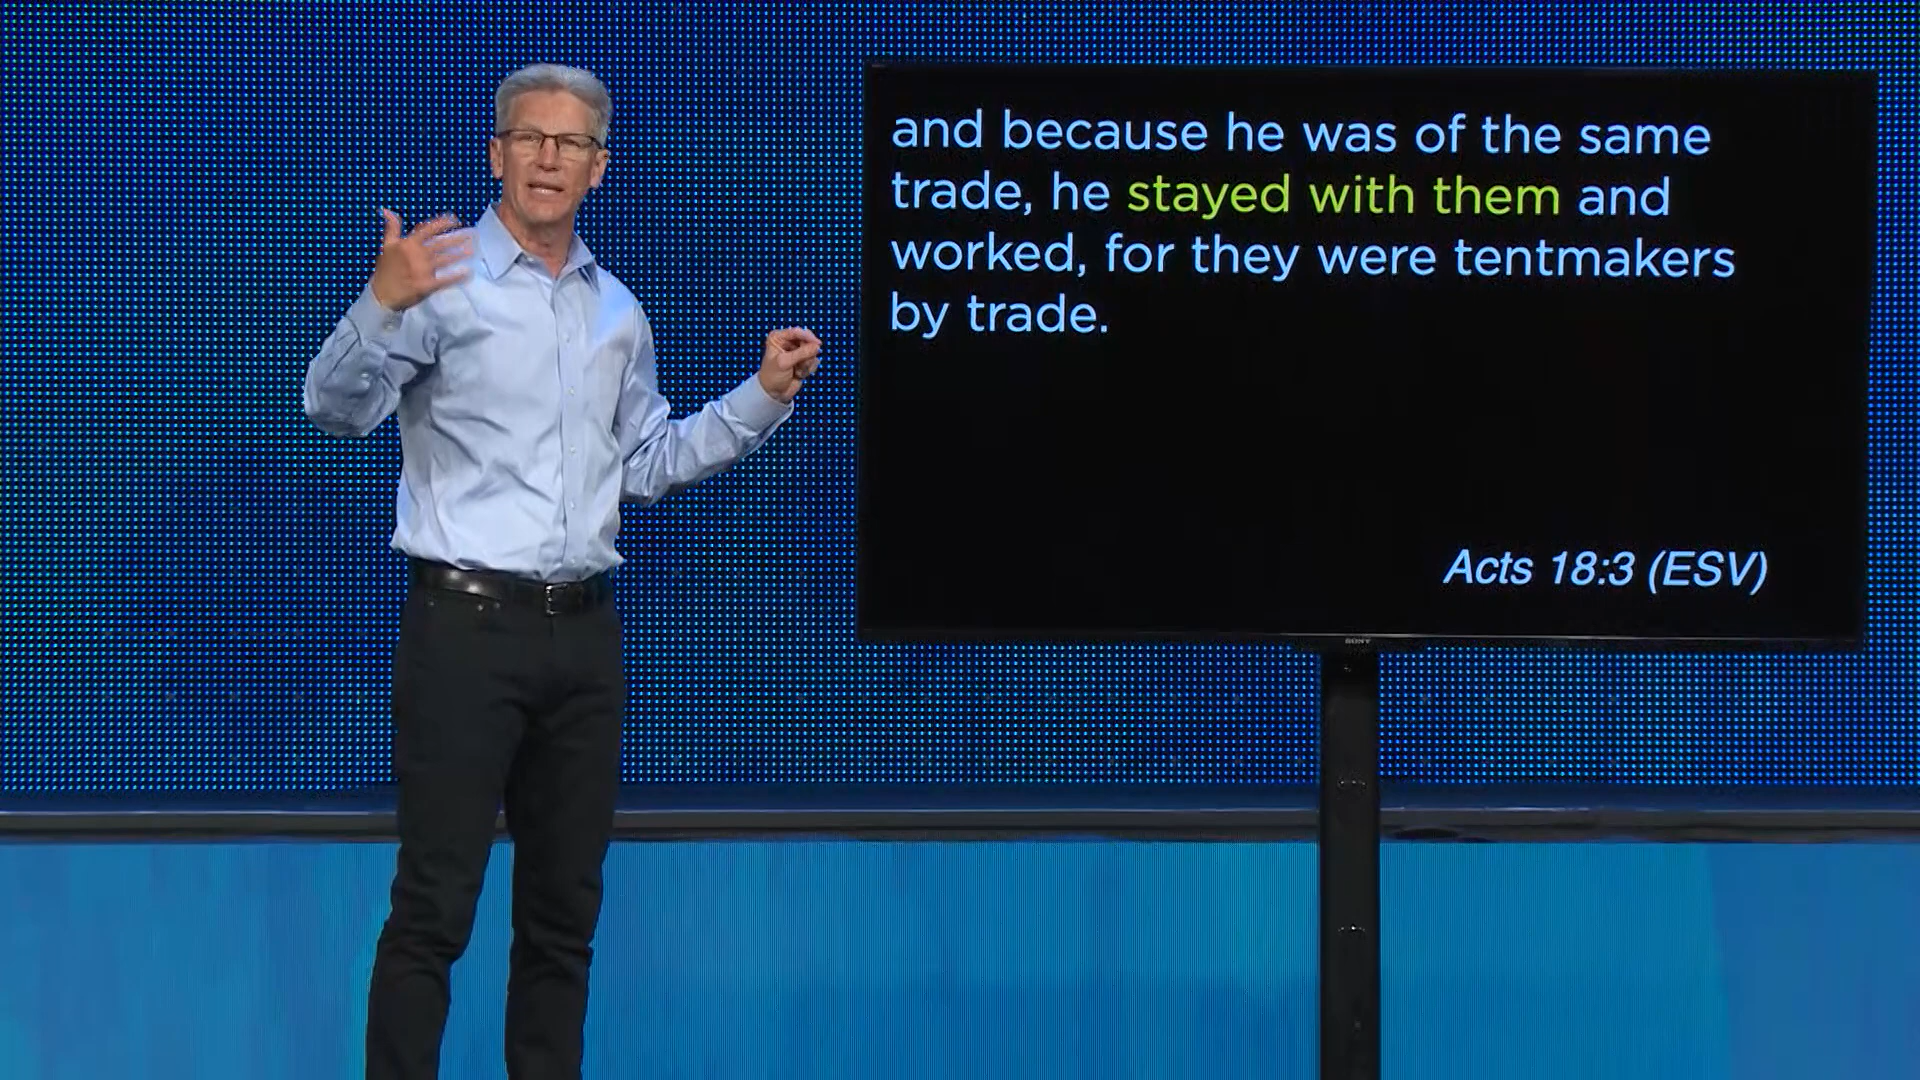 and because he was of the same
trade, he stayed with them and
worked, for they were tentmakers
by trade.
Acts 18:3 (ESV)
SONY